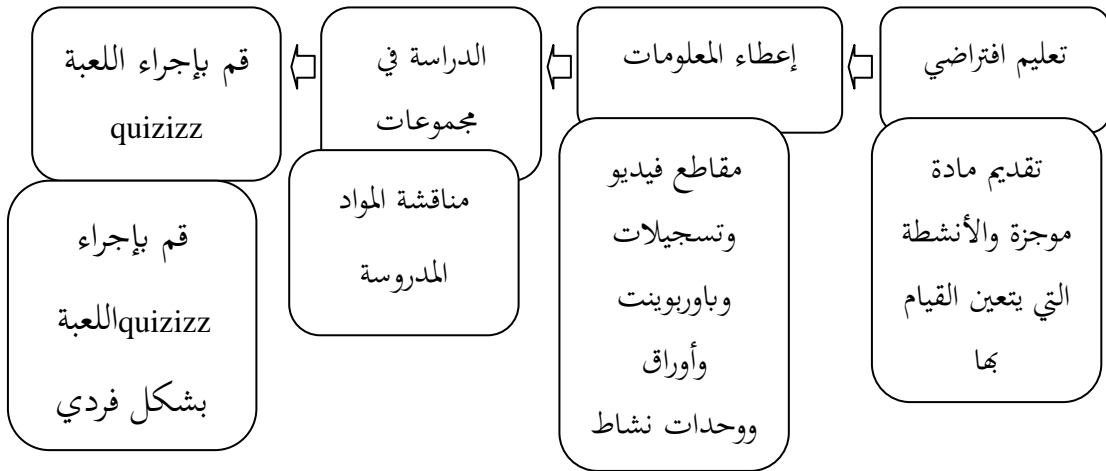 تعليم افتراضي
تقديم مادة
موجزة والأنشطة
التي يتعين القيام
بها
إعطاء المعلومات
مقاطع فيديو
وتسجيلات
وباوربوينت
وأوراق
ووحدات نشاط
الدراسة في
مجموعات
مناقشة المواد
المدروسة
قم بإجراء اللعبة
quizizz
قم بإجراء
quizizzاللعبة
بشكل فردي